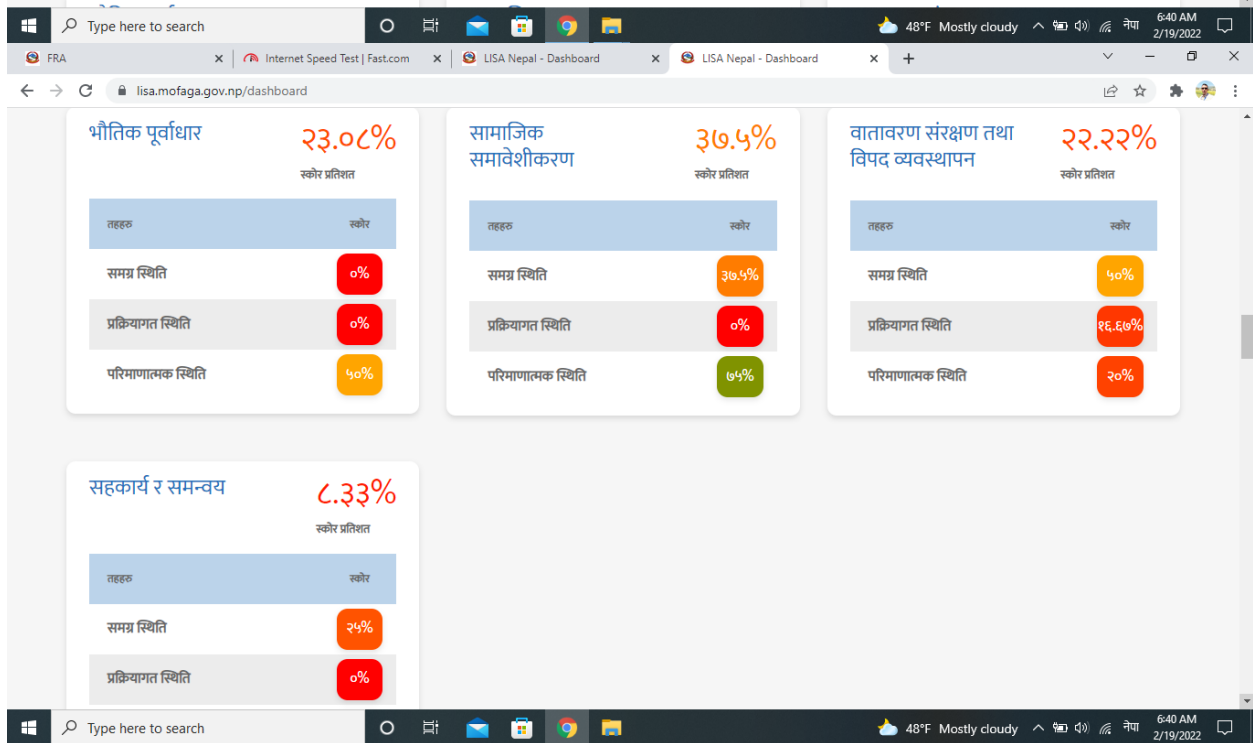 Type here to search
48°F Mostly cloudy
नेपा
6:40 AM
2/19/2022
FRA
Internet Speed Test | Fast.com
LISA Nepal - Dashboard
LISA Nepal - Dashboard
lisa.mofaga.gov.np/dashboard
भौतिक पूर्वाधार
२३.०८%
स्कोर प्रतिशत
तहहरु स्कोर
समग्र स्थिति ०%
प्रक्रियागत स्थिति ०%
परिमाणात्मक स्थिति ५०%
सामाजिक
समावेशीकरण
३७.५%
स्कोर प्रतिशत
तहहरु स्कोर
समग्र स्थिति ३७.५%
प्रक्रियागत स्थिति ०%
परिमाणात्मक स्थिति ७५%
वातावरण संरक्षण तथा
विपद व्यवस्थापन
२२.२२%
स्कोर प्रतिशत
तहहरु स्कोर
समग्र स्थिति ५०%
प्रक्रियागत स्थिति १६.६७%
परिमाणात्मक स्थिति २०%
सहकार्य र समन्वय
८.३३%
स्कोर प्रतिशत
तहहरु स्कोर
समग्र स्थिति २५%
प्रक्रियागत स्थिति ०%
Type here to search
48°F Mostly cloudy
नेपा
6:40 AM
2/19/2022